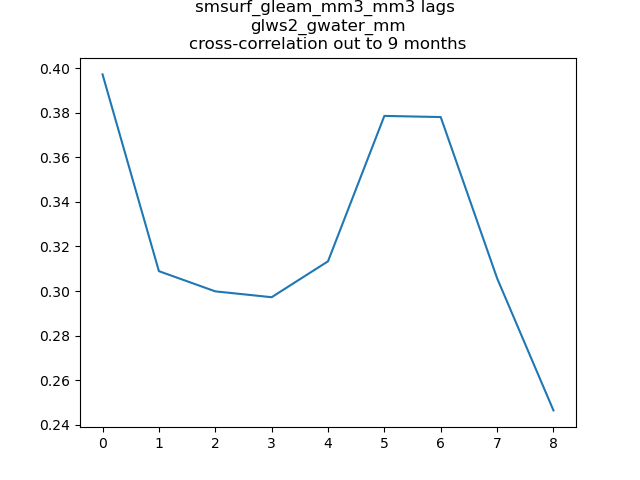 smsurf_gleam_mm3_mm3 lags
glws2_gwater_mm
cross-correlation out to 9 months
0.40
0.38
0.36
0.34
0.32
0.30
0.28
0.26
0.24
0 1 2 3 4 5 6 7 8